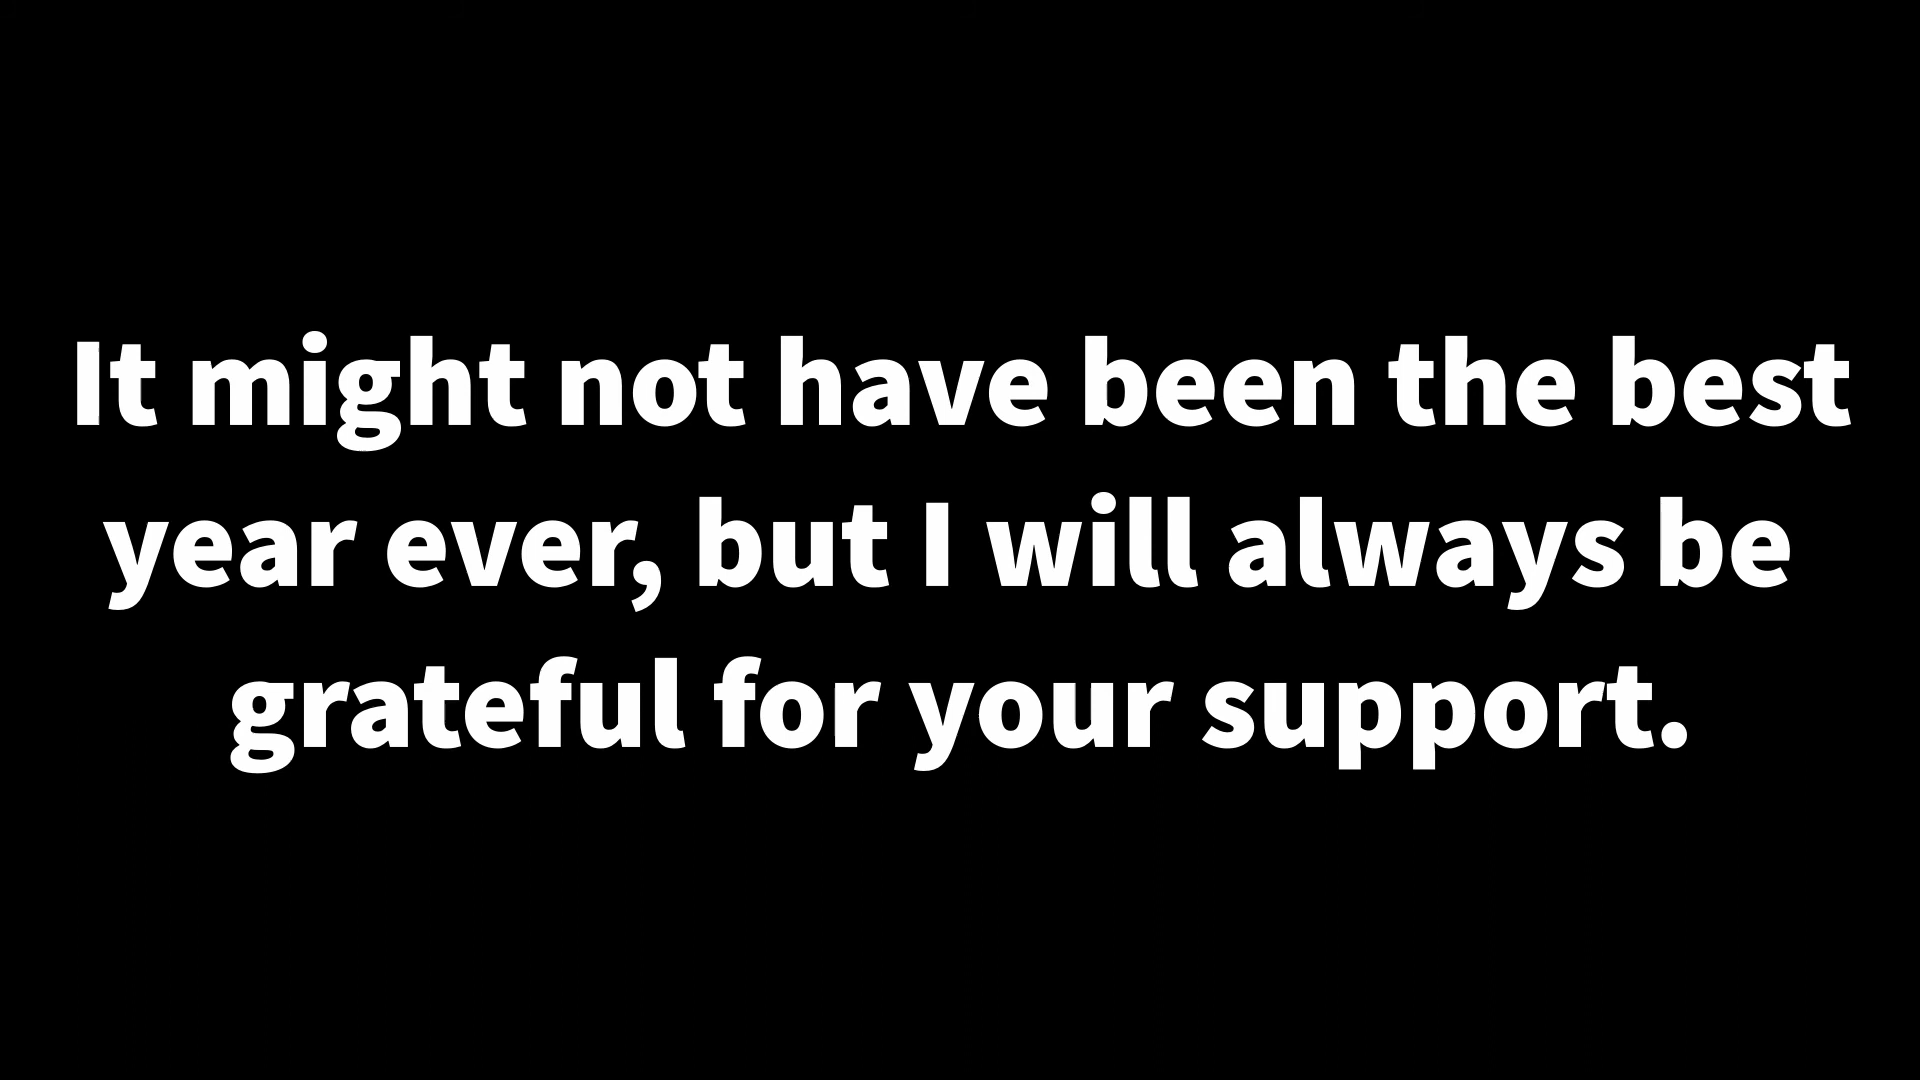 It might not have been the best
year ever, but I will always be
grateful for your support.